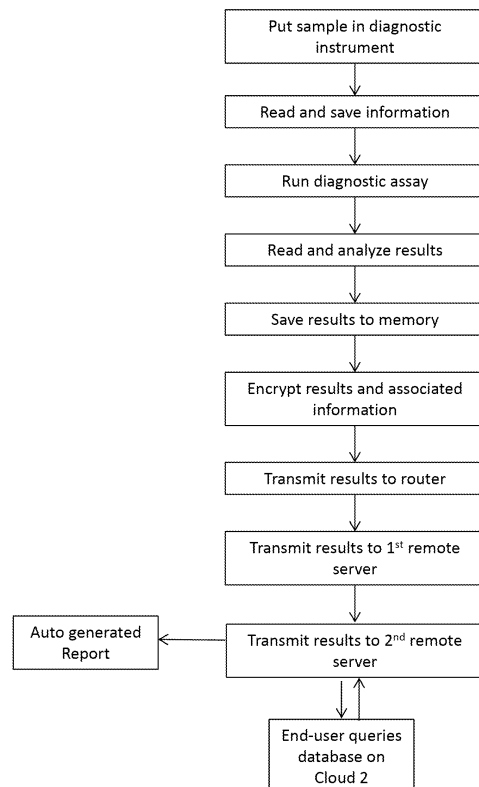 Put sample in diagnostic
instrument
Read and save information
Run diagnostic assay
Read and analyze results
Save results to memory
Encrypt results and associated
information
Transmit results to router
Transmit results to 1st remote
server
Auto generated
Report
Transmit results to 2nd remote
server
End-user queries
database on
Cloud 2